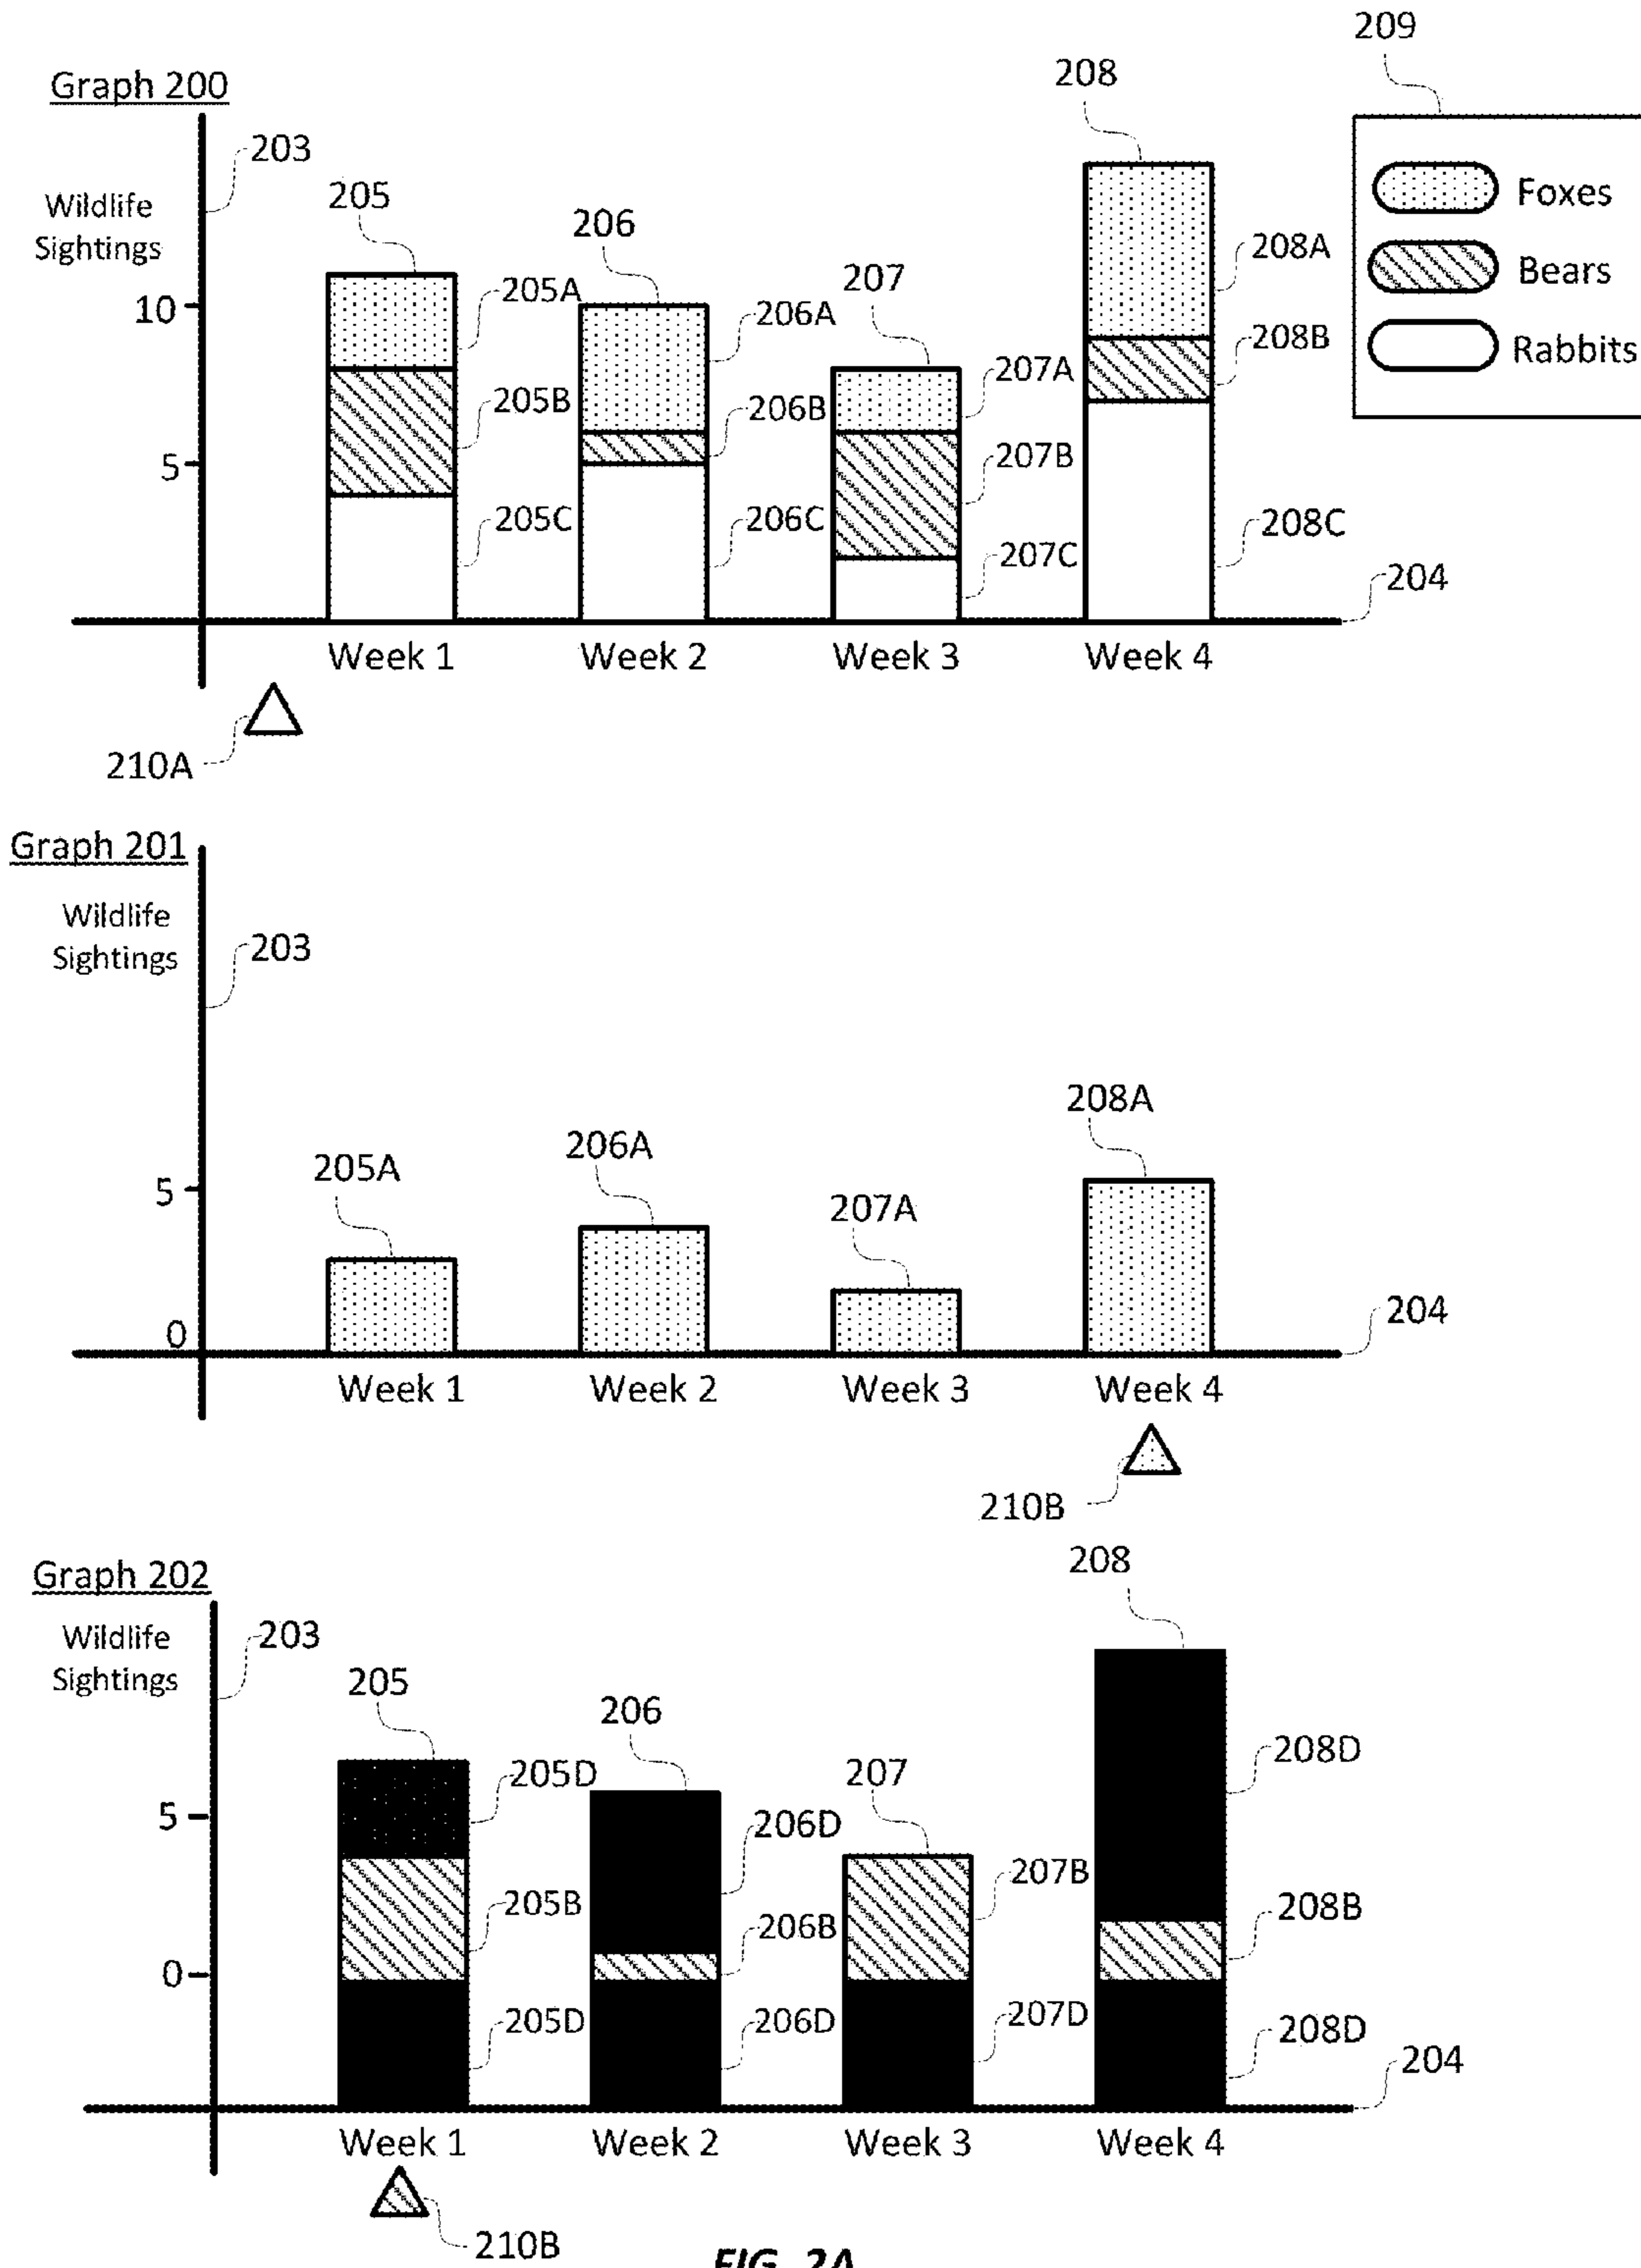 209
208
Graph 200
203
Wildlife
Sightings
205
206
207
Foxes
Bears
Rabbits
208A
208B
205A
206A
207A
10
205B
206B
207B
5
205C
206C
207C
208C
204
Week 1
Week 2
Week 3
Week 4
210A
Graph 201
Wildlife
Sightings
203
208A
206A
205A
207A
5
0
204
Week 1
Week 2
Week 3
Week 4
210B
208
Graph 202
Wildlife
Sightings
203
205
206
207
205D
206D
208D
5
207B
205B
206B
208B
0
205D
206D
207D
208D
204
Week 1
Week 2
Week 3
Week 4
210B
FIG. 2A